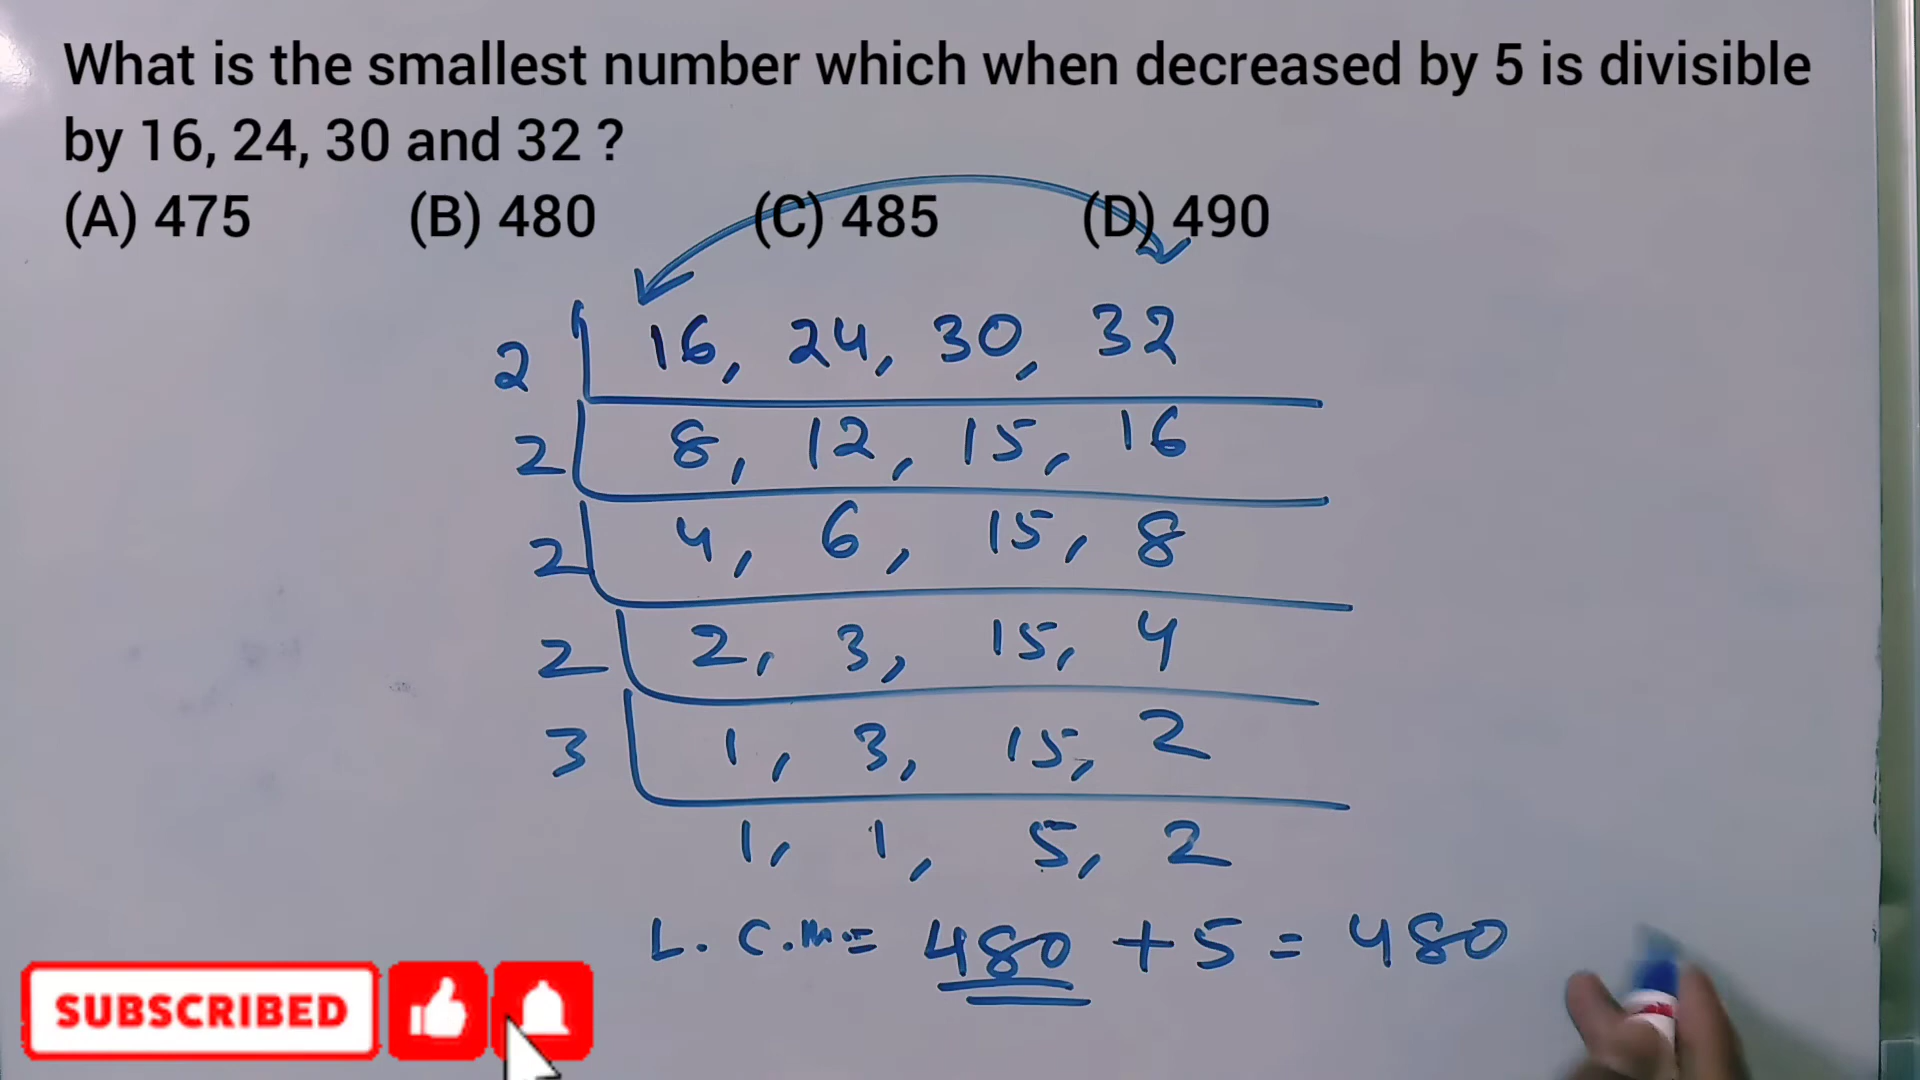 What is the smallest number which when decreased by 5 is divisible
by 16, 24, 30 and 32 ?
(A) 475 (B) 480 (C) 485 (D) 490
2 16, 24, 30, 32
2 8, 12, 15, 16
2 4, 6, 15, 8
2 2, 3, 15, 4
3 1, 3, 15, 2
1, 1, 5, 2
L.C.M.= 480 + 5 = 480
SUBSCRIBED